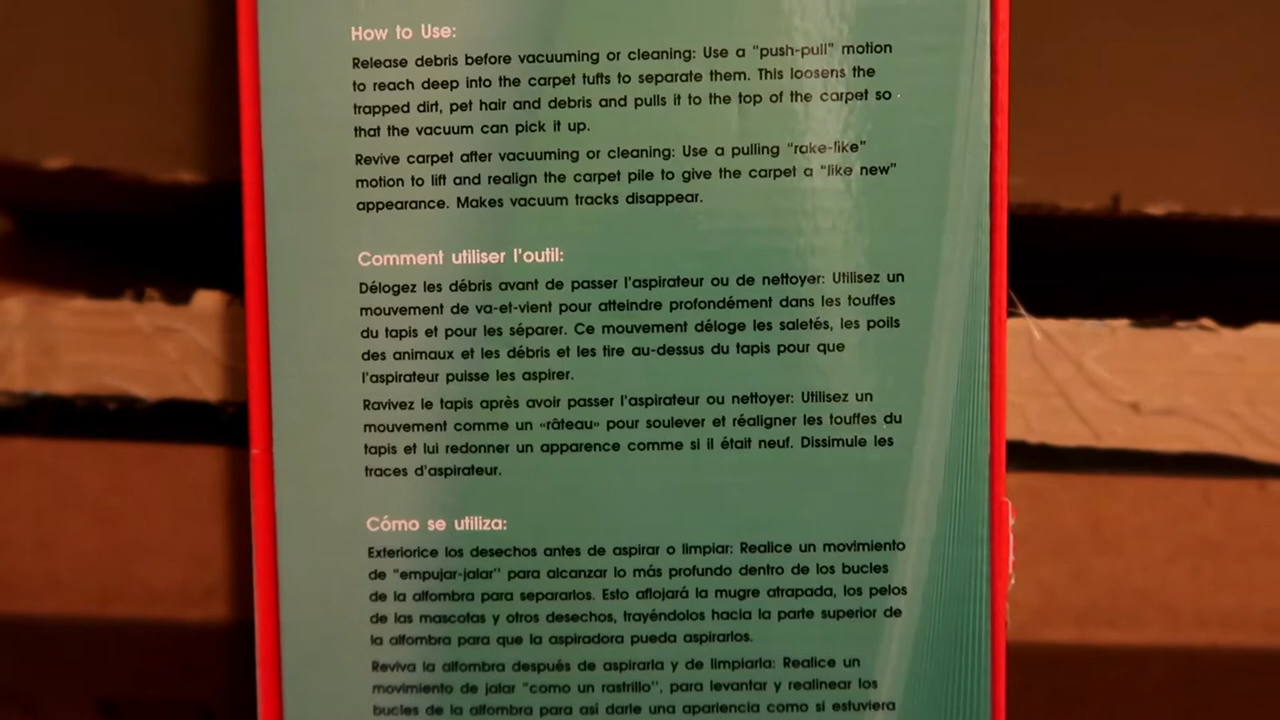 How to Use:
Release debris before vacuuming or cleaning: Use a "push-pull" motion
to reach deep into the carpet tufts to separate them. This loosens the
trapped dirt, pet hair and debris and pulls it to the top of the carpet so
that the vacuum can pick it up.
Revive carpet after vacuuming or cleaning: Use a pulling "rake-like"
motion to lift and realign the carpet pile to give the carpet a "like new"
appearance. Makes vacuum tracks disappear.
Comment utiliser l'outil:
Délogez les débris avant de passer l'aspirateur ou de nettoyer: Utilisez un
mouvement de va-et-vient pour atteindre profondément dans les touffes
du tapis et pour les séparer. Ce mouvement déloge les saletés, les poils
des animaux et les débris et les tire au-dessus du tapis pour que
l'aspirateur puisse les aspirer.
Ravivez le tapis après avoir passer l'aspirateur ou nettoyer: Utilisez un
mouvement comme un «râteau» pour soulever et réaligner les touffes du
tapis et lui redonner un apparence comme si il était neuf. Dissimule les
traces d'aspirateur.
Cómo se utiliza:
Exteriorice los desechos antes de aspirar o limpiar: Realice un movimiento
de "empujar-jalar" para alcanzar lo más profundo dentro de los bucles
de la alfombra para separarlos. Esto aflojará la mugre atrapada, los pelos
de las mascotas y otros desechos, trayéndolos hacia la parte superior de
la alfombra para que la aspiradora pueda aspirarlos.
Reviva la alfombra después de aspirarla y de limpiarla: Realice un
movimiento de jalar "como un rastrillo", para levantar y realinear los
bucles de la alfombra para asi darle una apariencia como si estuviera